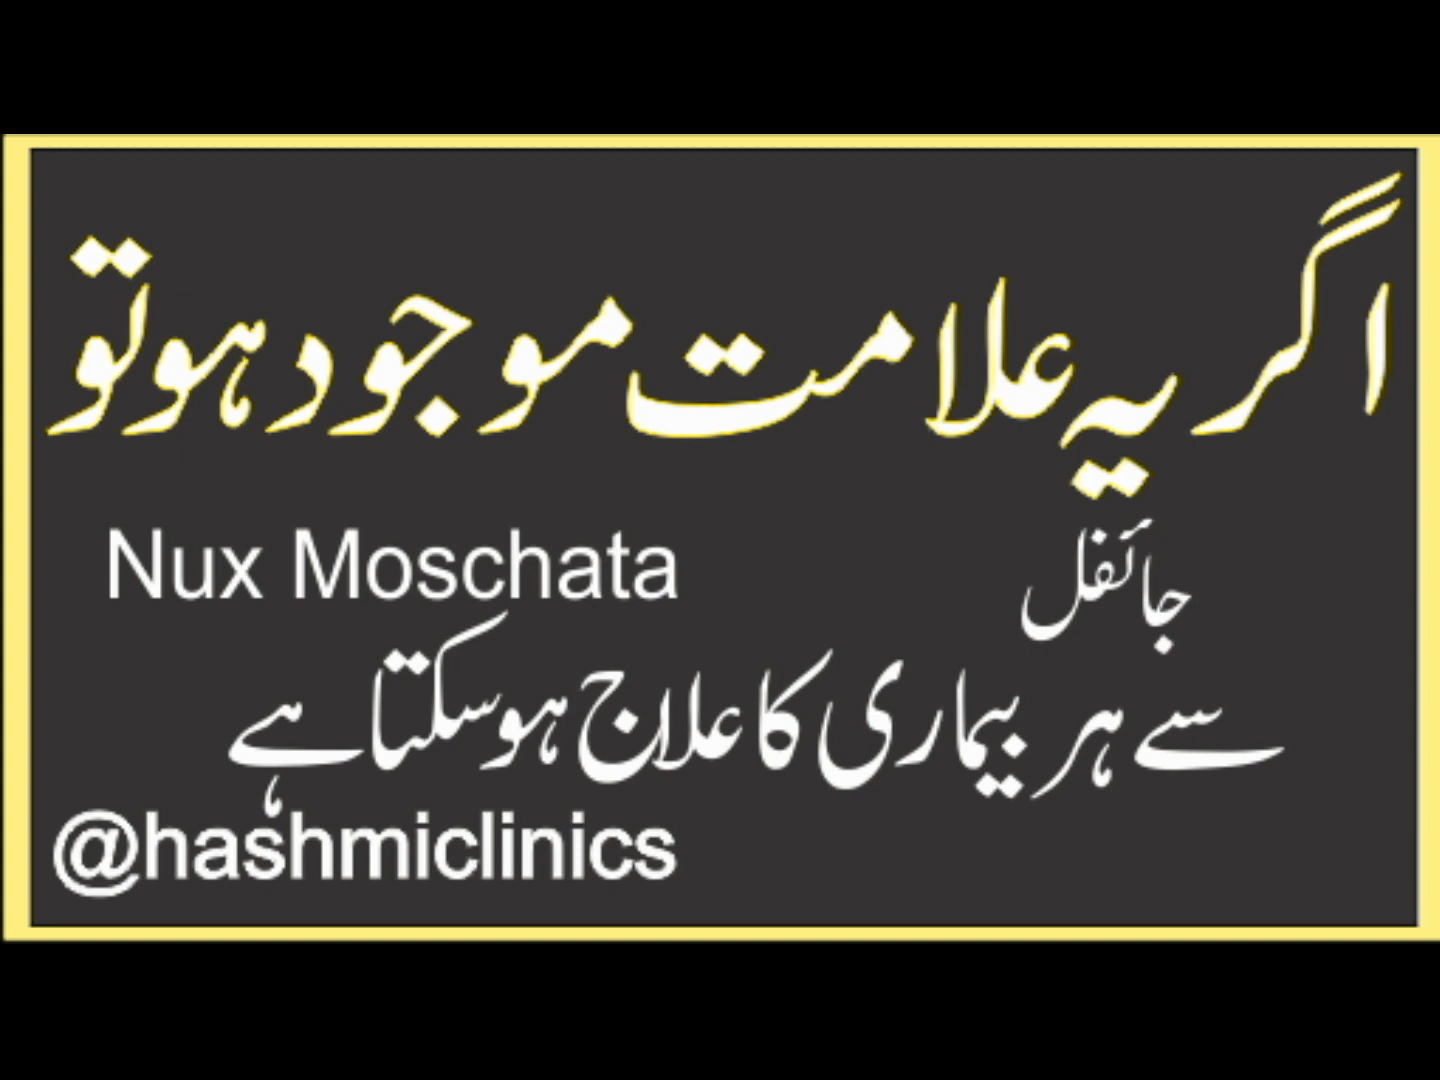 اگر یہ علامت موجود ہو تو
جائفل Nux Moschata
سے ہر بیماری کا علاج ہو سکتا ہے
@hashmiclinics